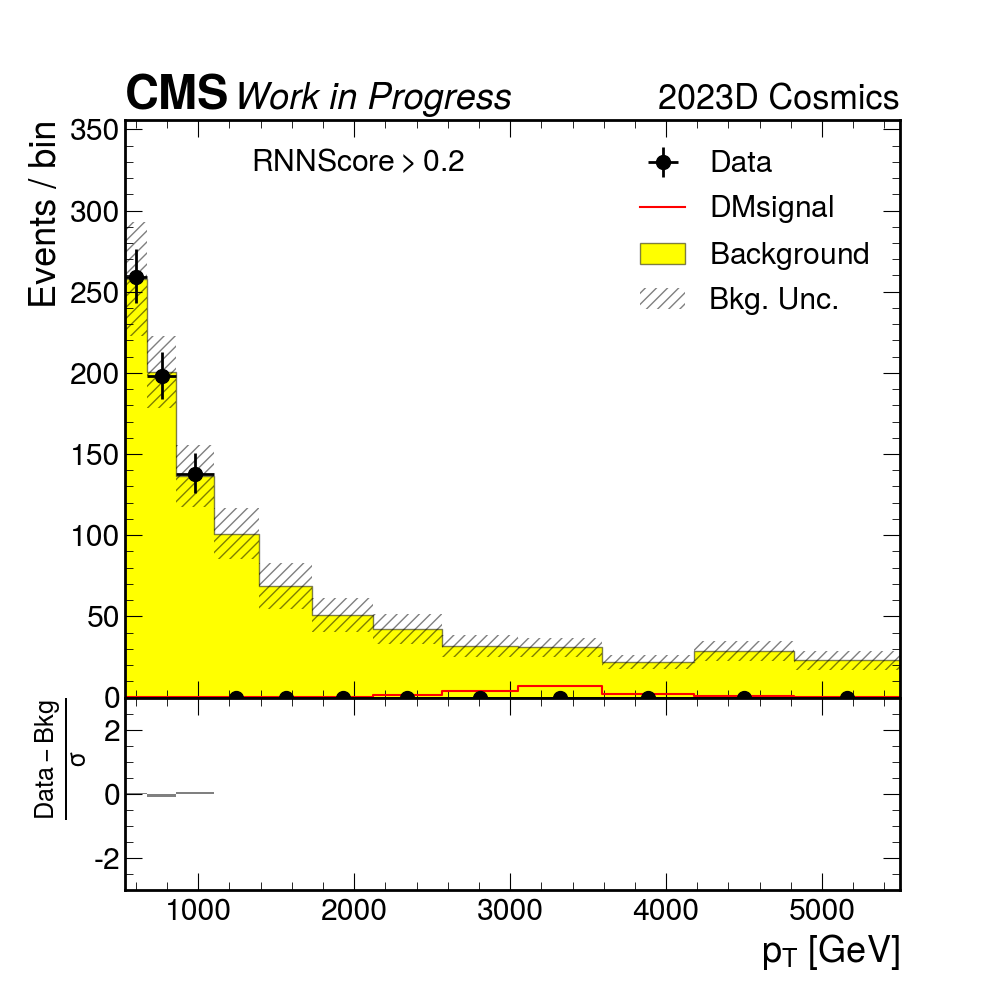 CMS Work in Progress 2023D Cosmics
Events / bin
350
300
250
200
150
100
50
0
RNNScore > 0.2
Data
DMsignal
Background
Bkg. Unc.
Data – Bkg
σ
2
0
-2
1000 2000 3000 4000 5000
pT [GeV]